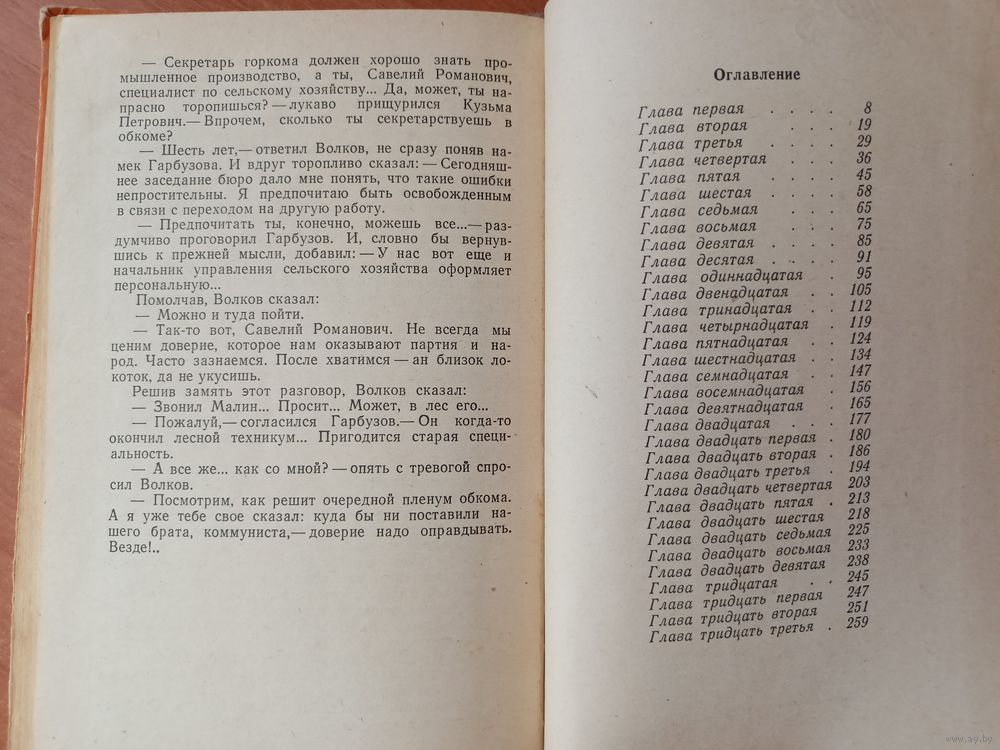 — Секретарь горкома должен хорошо знать про-
мышленное производство, а ты, Савелий Романович,
специалист по сельскому хозяйству... Да, может, ты на-
прасно торопишься? — лукаво прищурился Кузьма
Петрович.— Впрочем, сколько ты секретарствуешь в
обкоме?
— Шесть лет,— ответил Волков, не сразу поняв на-
мек Гарбузова. И вдруг торопливо сказал: — Сегодняш-
нее заседание бюро дало мне понять, что такие ошибки
непростительны. Я предпочитаю быть освобожденным
в связи с переходом на другую работу.
— Предпочитать ты, конечно, можешь все...— раз-
думчиво проговорил Гарбузов. И, словно бы вернув-
шись к прежней мысли, добавил: — У нас вот еще и
начальник управления сельского хозяйства оформляет
персональную...
Помолчав, Волков сказал:
— Можно и туда пойти.
— Так-то вот, Савелий Романович. Не всегда мы
ценим доверие, которое нам оказывают партия и на-
род. Часто зазнаемся. После хватимся — ан близок ло-
коток, да не укусишь.
Решив замять этот разговор, Волков сказал:
— Звонил Малин... Просит... Может, в лес его...
— Пожалуй,— согласился Гарбузов.— Он когда-то
окончил лесной техникум... Пригодится старая специ-
альность.
— А все же... как со мной? — опять с тревогой спро-
сил Волков.
— Посмотрим, как решит очередной пленум обкома.
А я уже тебе свое сказал: куда бы ни поставили на-
шего брата, коммуниста,— доверие надо оправдывать.
Везде!..
Оглавление
Глава первая . . . . 8
Глава вторая . . . 19
Глава третья . . . . 29
Глава четвертая . . . 36
Глава пятая . . . . 45
Глава шестая . . . . 58
Глава седьмая . . . 65
Глава восьмая . . . 75
Глава девятая . . . . 85
Глава десятая . . . . 91
Глава одиннадцатая . 95
Глава двенадцатая . . 105
Глава тринадцатая . . 112
Глава четырнадцатая . 119
Глава пятнадцатая . . 124
Глава шестнадцатая . . 134
Глава семнадцатая . . 147
Глава восемнадцатая . 156
Глава девятнадцатая . 165
Глава двадцатая . . . 177
Глава двадцать первая . 180
Глава двадцать вторая . 186
Глава двадцать третья . 194
Глава двадцать четвертая 203
Глава двадцать пятая . 213
Глава двадцать шестая . 218
Глава двадцать седьмая 225
Глава двадцать восьмая 233
Глава двадцать девятая 238
Глава тридцатая . . 245
Глава тридцать первая 247
Глава тридцать вторая 251
Глава тридцать третья . 259
www.ay.by